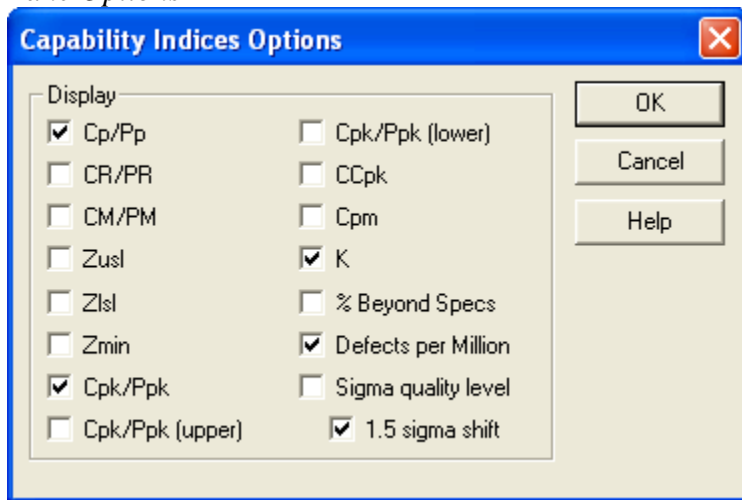 Capability Indices Options
Display
Cp/Pp
CR/PR
CM/PM
Zusl
Zlsl
Zmin
Cpk/Ppk
Cpk/Ppk (upper)
Cpk/Ppk (lower)
CCpk
Cpm
K
% Beyond Specs
Defects per Million
Sigma quality level
1.5 sigma shift
OK
Cancel
Help